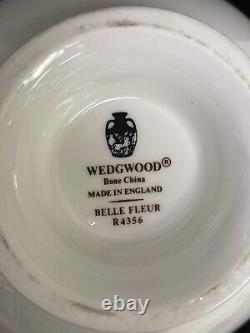 WEDGWOOD®
Bone China
MADE IN ENGLAND
BELLE FLEUR
R4356